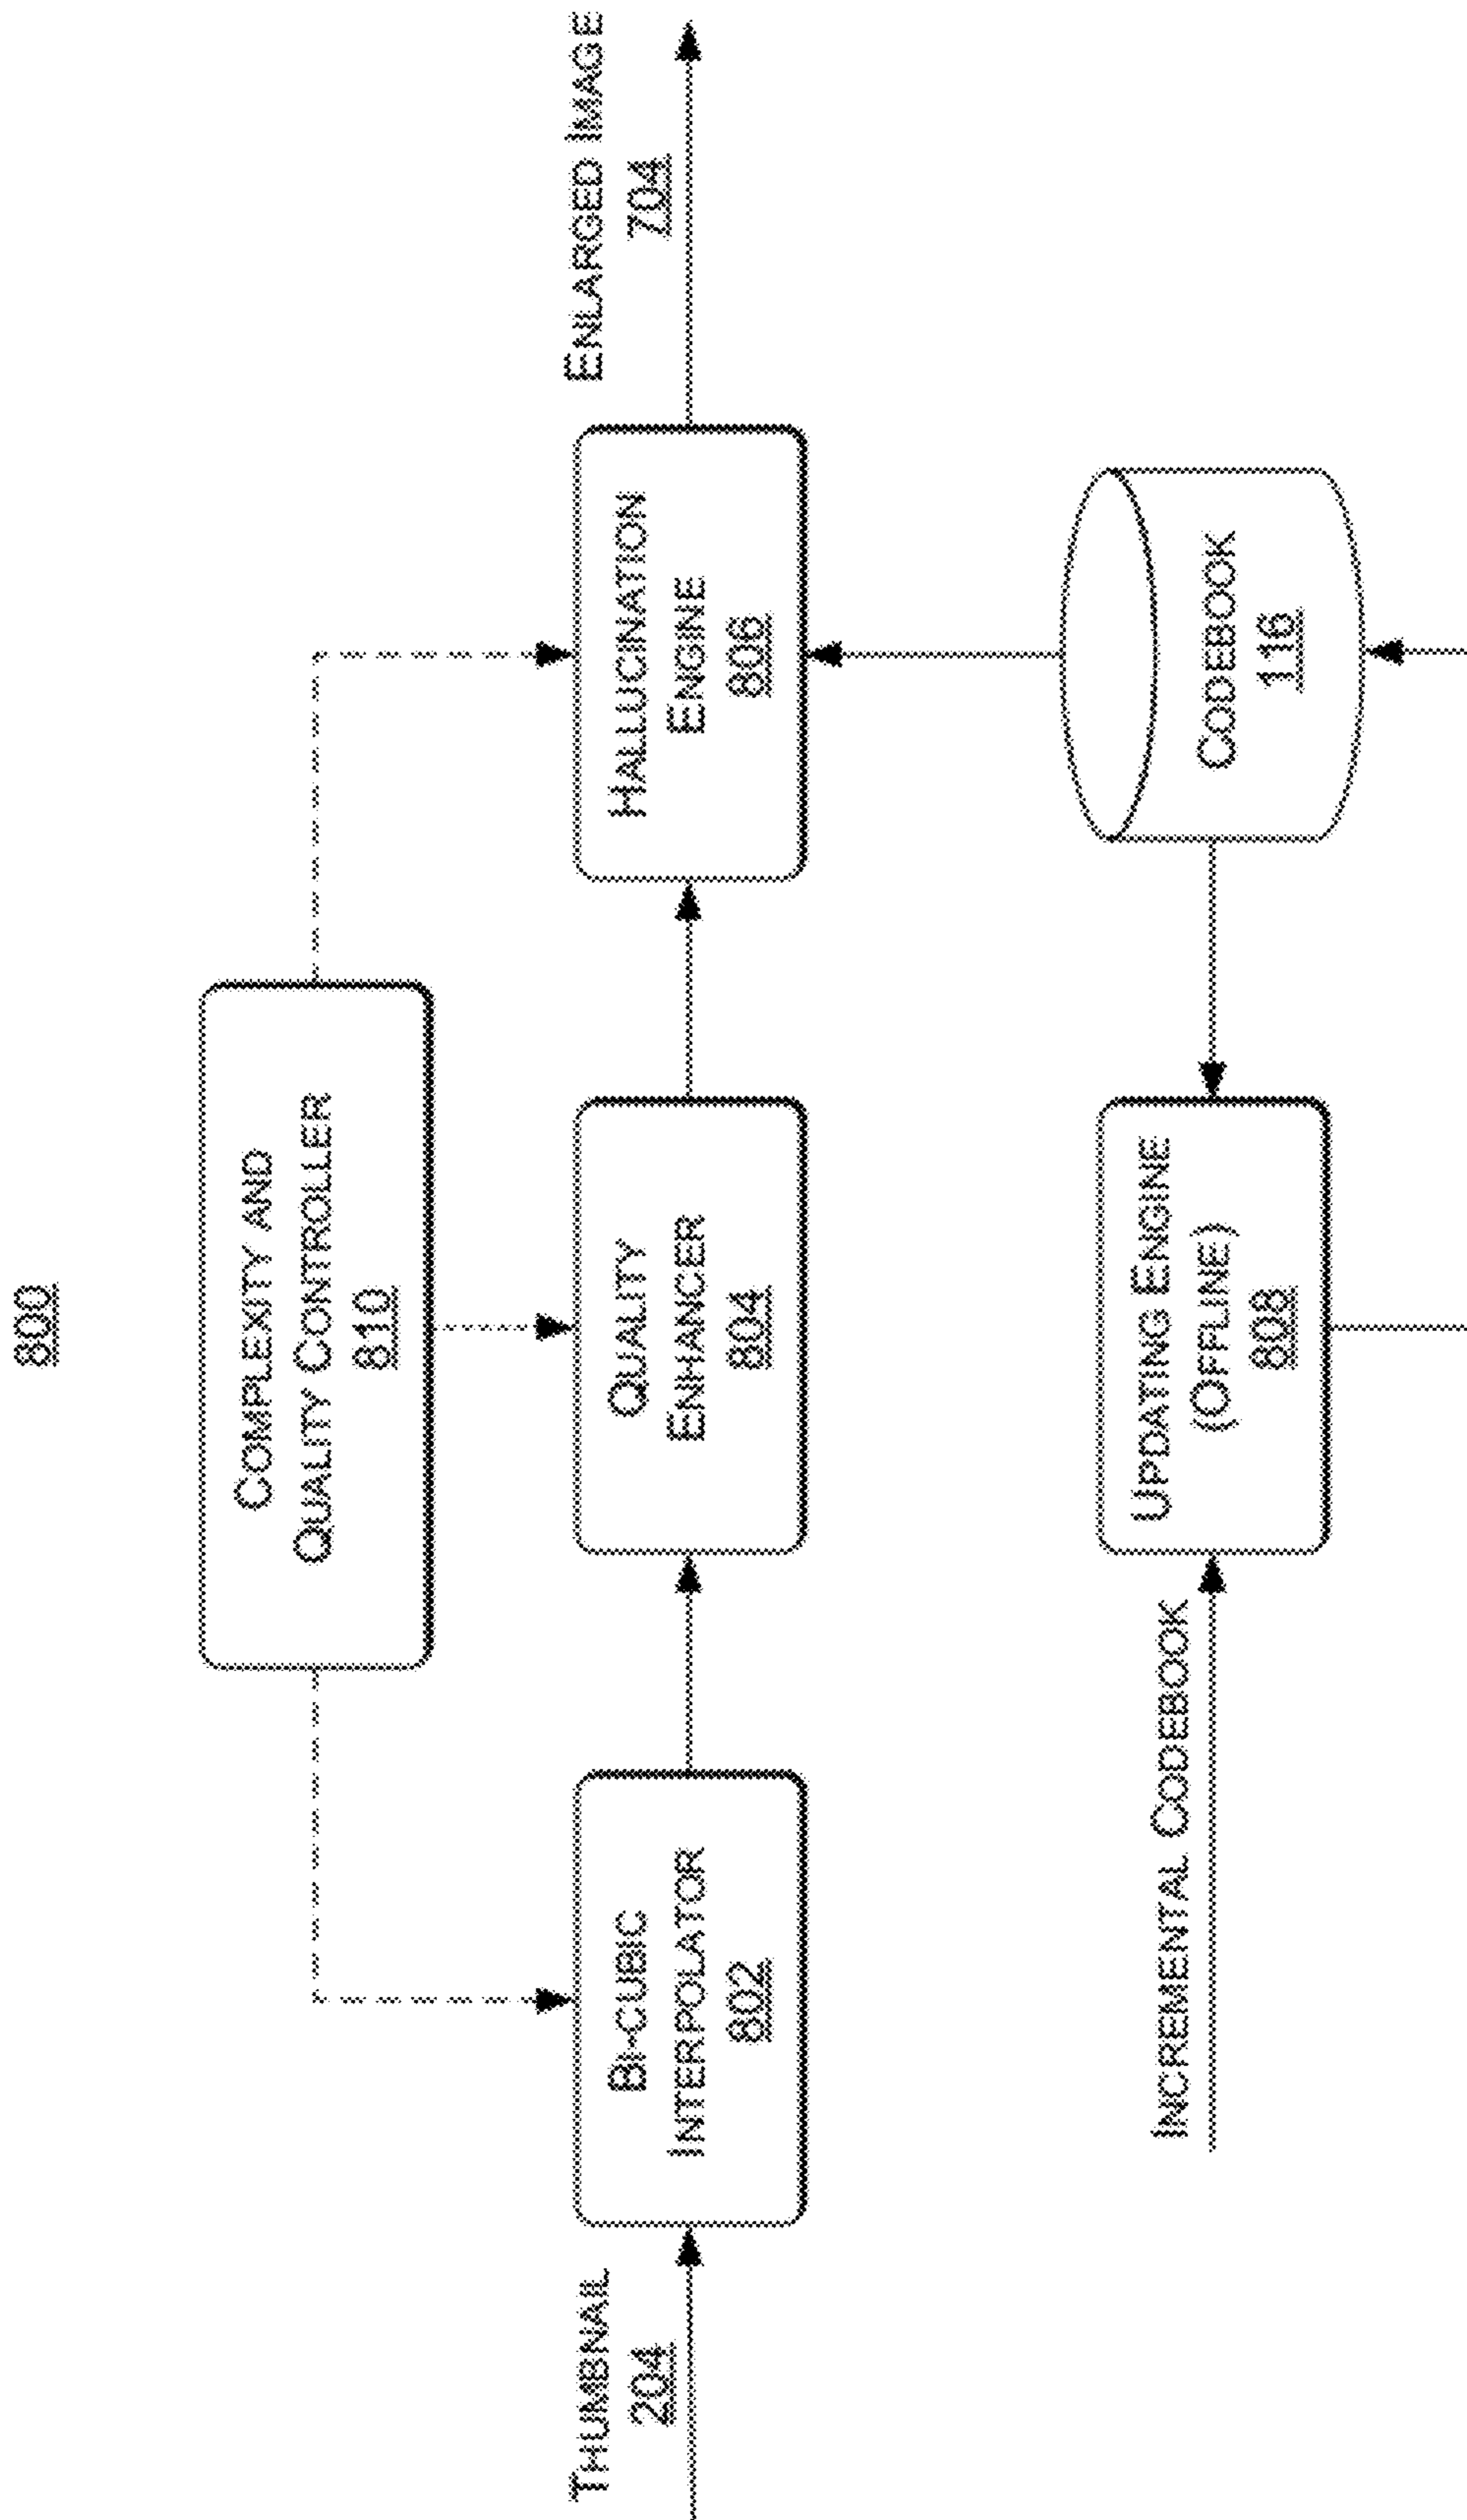 800
COMPLEXITY AND
QUALITY CONTROLLER
810
THUMBNAIL
204
BI-CUBIC
INTERPOLATOR
802
QUALITY
ENHANCER
804
HALLUCINATION
ENGINE
806
ENLARGED IMAGE
704
INCREMENTAL CODEBOOK
UPDATING ENGINE
(OFFLINE)
808
CODEBOOK
116